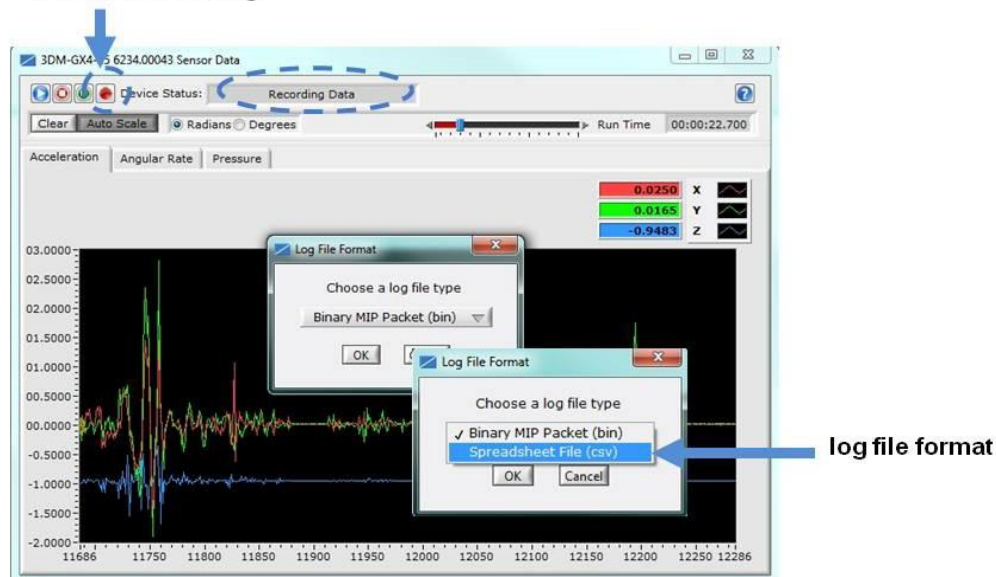 3DM-GX4-25 6234.00043 Sensor Data
Device Status: Recording Data
Clear Auto Scale Radians Degrees Run Time 00:00:22.700
Acceleration Angular Rate Pressure
0.0250 X
0.0165 Y
-0.9483 Z
03.0000
02.5000
02.0000
01.5000
01.0000
00.5000
00.0000
-0.5000
-1.0000
-1.5000
-2.0000
11686 11750 11800 11850 11900 11950 12000 12050 12100 12150 12200 12250 12286
Log File Format
Choose a log file type
Binary MIP Packet (bin)
OK
Log File Format
Choose a log file type
✓ Binary MIP Packet (bin)
Spreadsheet File (csv)
OK Cancel
log file format